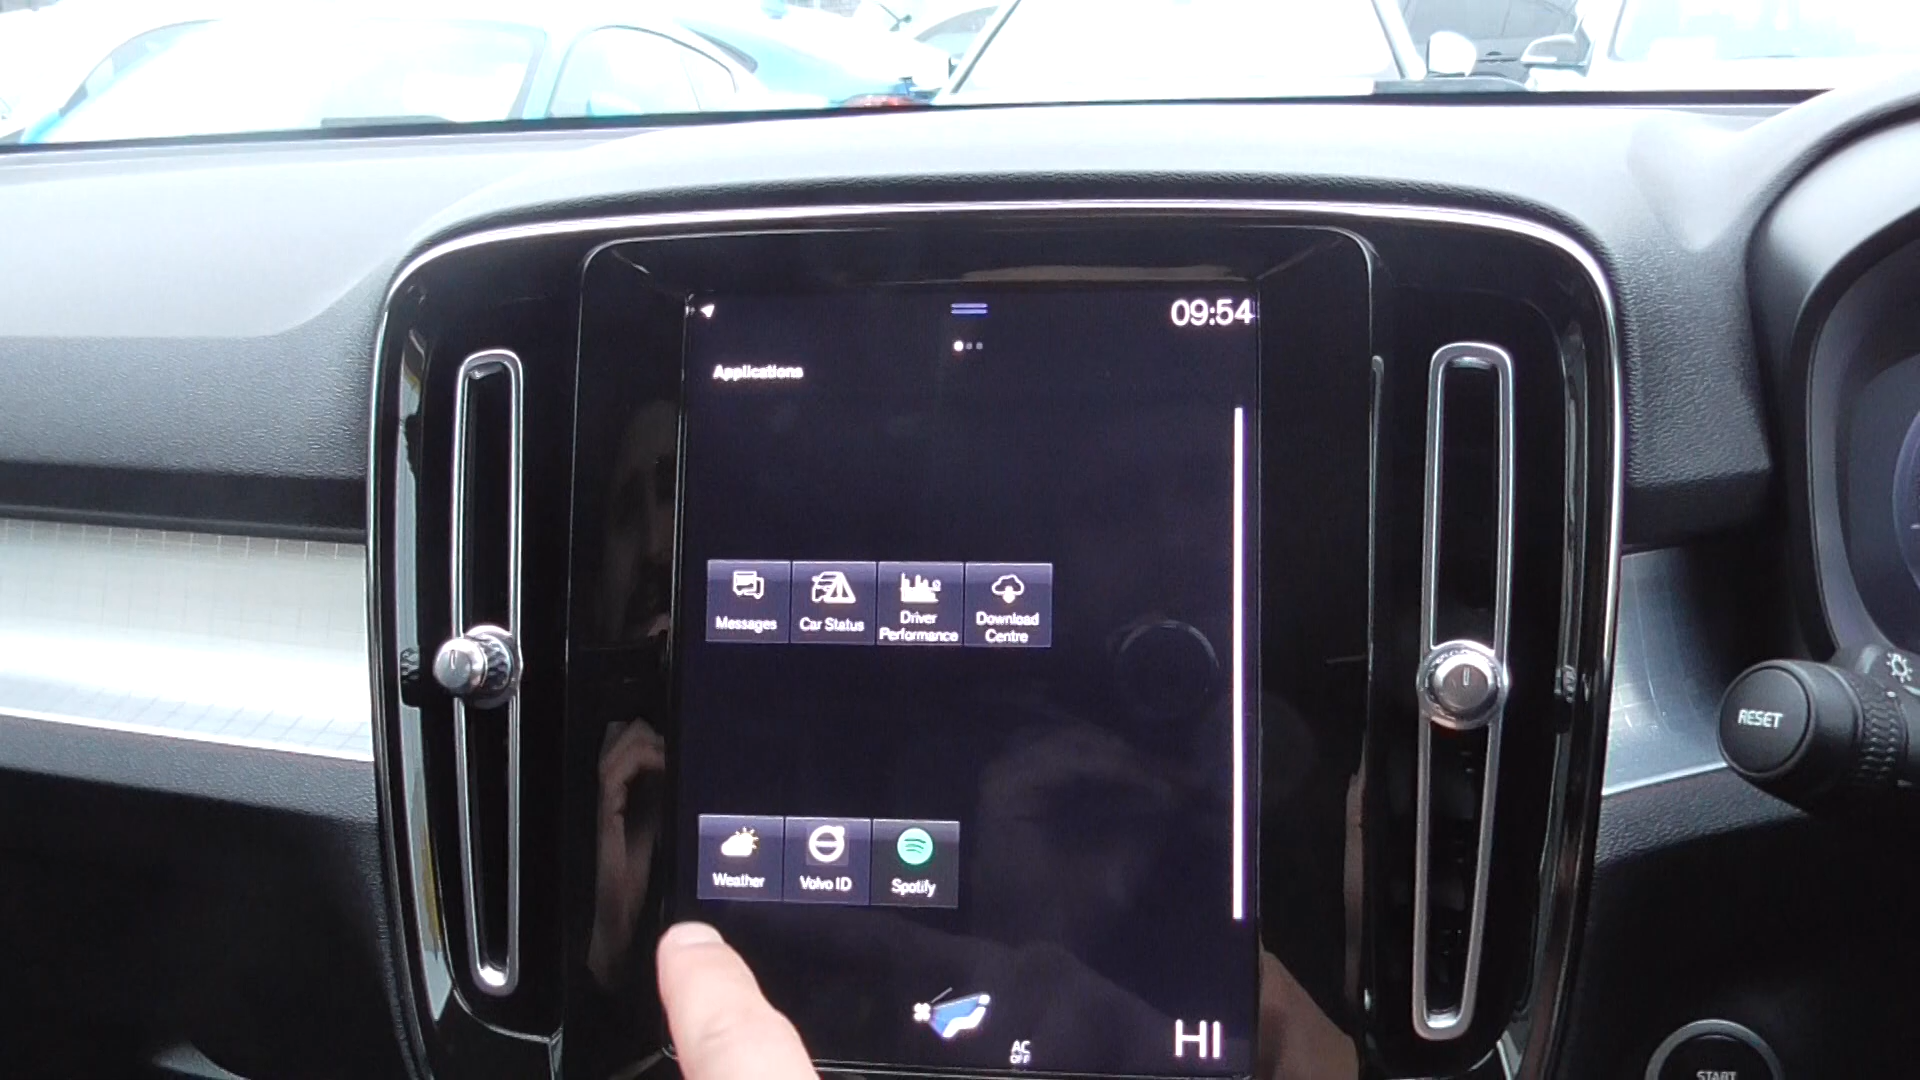 09:54
Applications
Messages
Car Status
Driver
Performance
Download
Centre
Weather
Volvo ID
Spotify
AC
OFF
HI
RESET
START